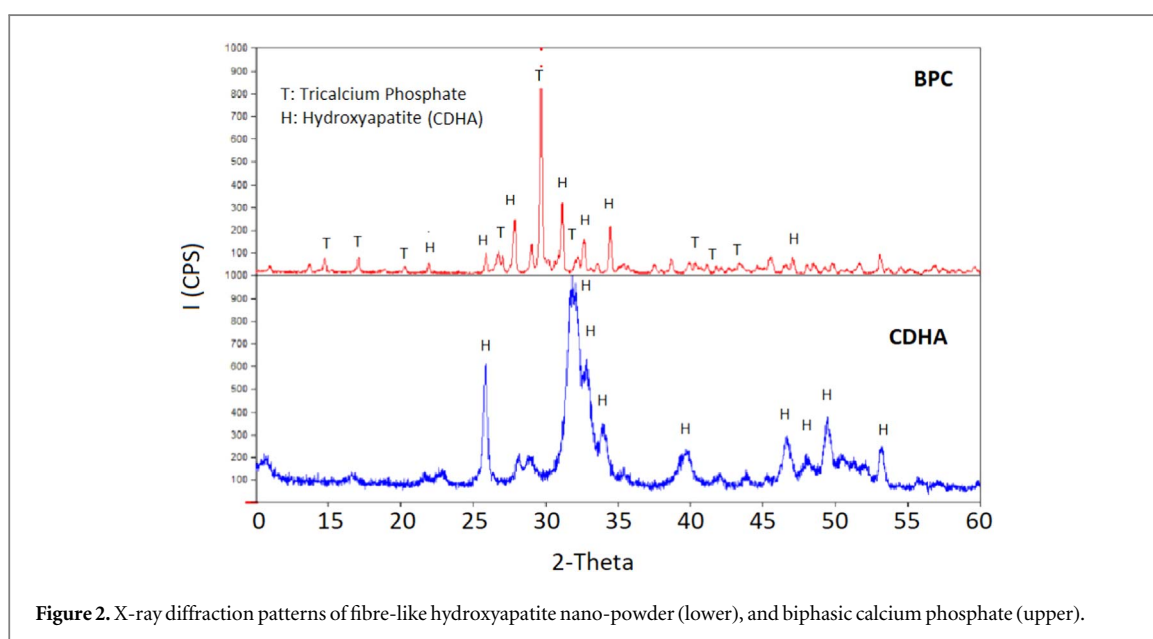 1000
900
800
700
600
500
400
300
200
100
T: Tricalcium Phosphate
H: Hydroxyapatite (CDHA)
BPC
T
T
T
H
H
T
H
T
H
T
H
H
T
T
T
H
I (CPS)
1000
900
800
700
600
500
400
300
200
100
CDHA
H
H
H
H
H
H
H
H
H
0 15 20 25 30 35 40 45 50 55 60
2-Theta
Figure 2. X-ray diffraction patterns of fibre-like hydroxyapatite nano-powder (lower), and biphasic calcium phosphate (upper).